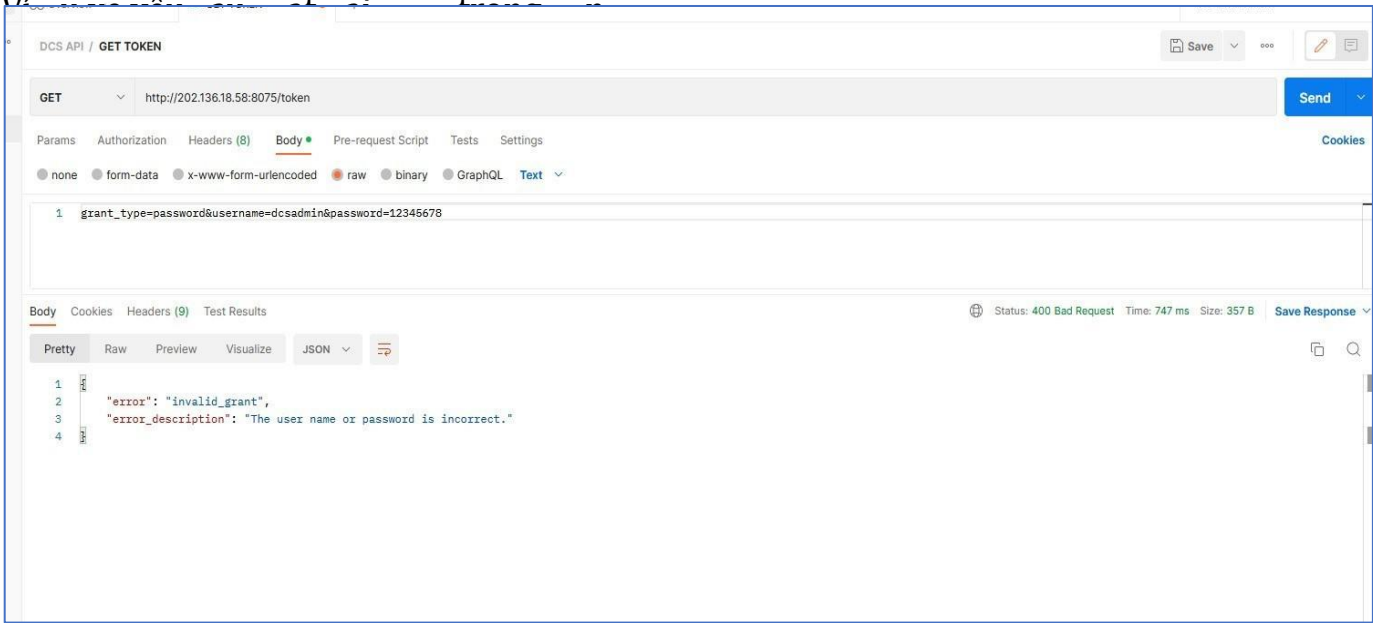 DCS API / GET TOKEN
Save
GET http://202.136.18.58:8075/token
Send
Params Authorization Headers (8) Body Pre-request Script Tests Settings Cookies
none form-data x-www-form-urlencoded raw binary GraphQL Text
1 grant_type=password&username=dcsadmin&password=12345678
Body Cookies Headers (9) Test Results Status: 400 Bad Request Time: 747 ms Size: 357 B Save Response
Pretty Raw Preview Visualize JSON
1 {
2 "error": "invalid_grant",
3 "error_description": "The user name or password is incorrect."
4 }